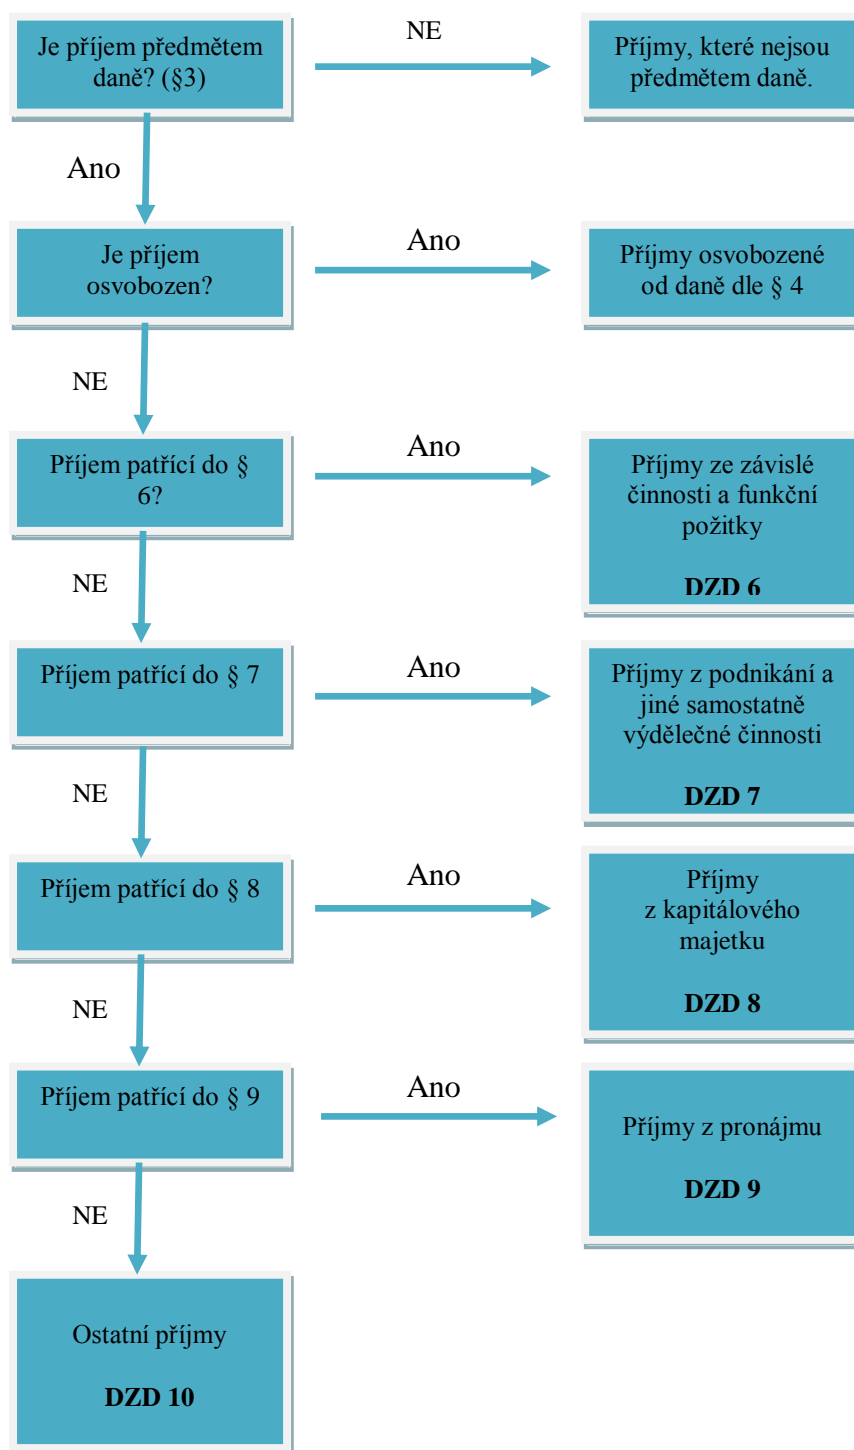 Je příjem předmětem
daně? (§3)
NE
Příjmy, které nejsou
předmětem daně.
Ano
Je příjem
osvobozen?
Ano
Příjmy osvobozené
od daně dle § 4
NE
Příjem patřící do §
6?
Ano
Příjmy ze závislé
činnosti a funkční
požitky
DZD 6
NE
Příjem patřící do § 7
Ano
Příjmy z podnikání a
jiné samostatně
výdělečné činnosti
DZD 7
NE
Příjem patřící do § 8
Ano
Příjmy
z kapitálového
majetku
DZD 8
NE
Příjem patřící do § 9
Ano
Příjmy z pronájmu
DZD 9
NE
Ostatní příjmy
DZD 10